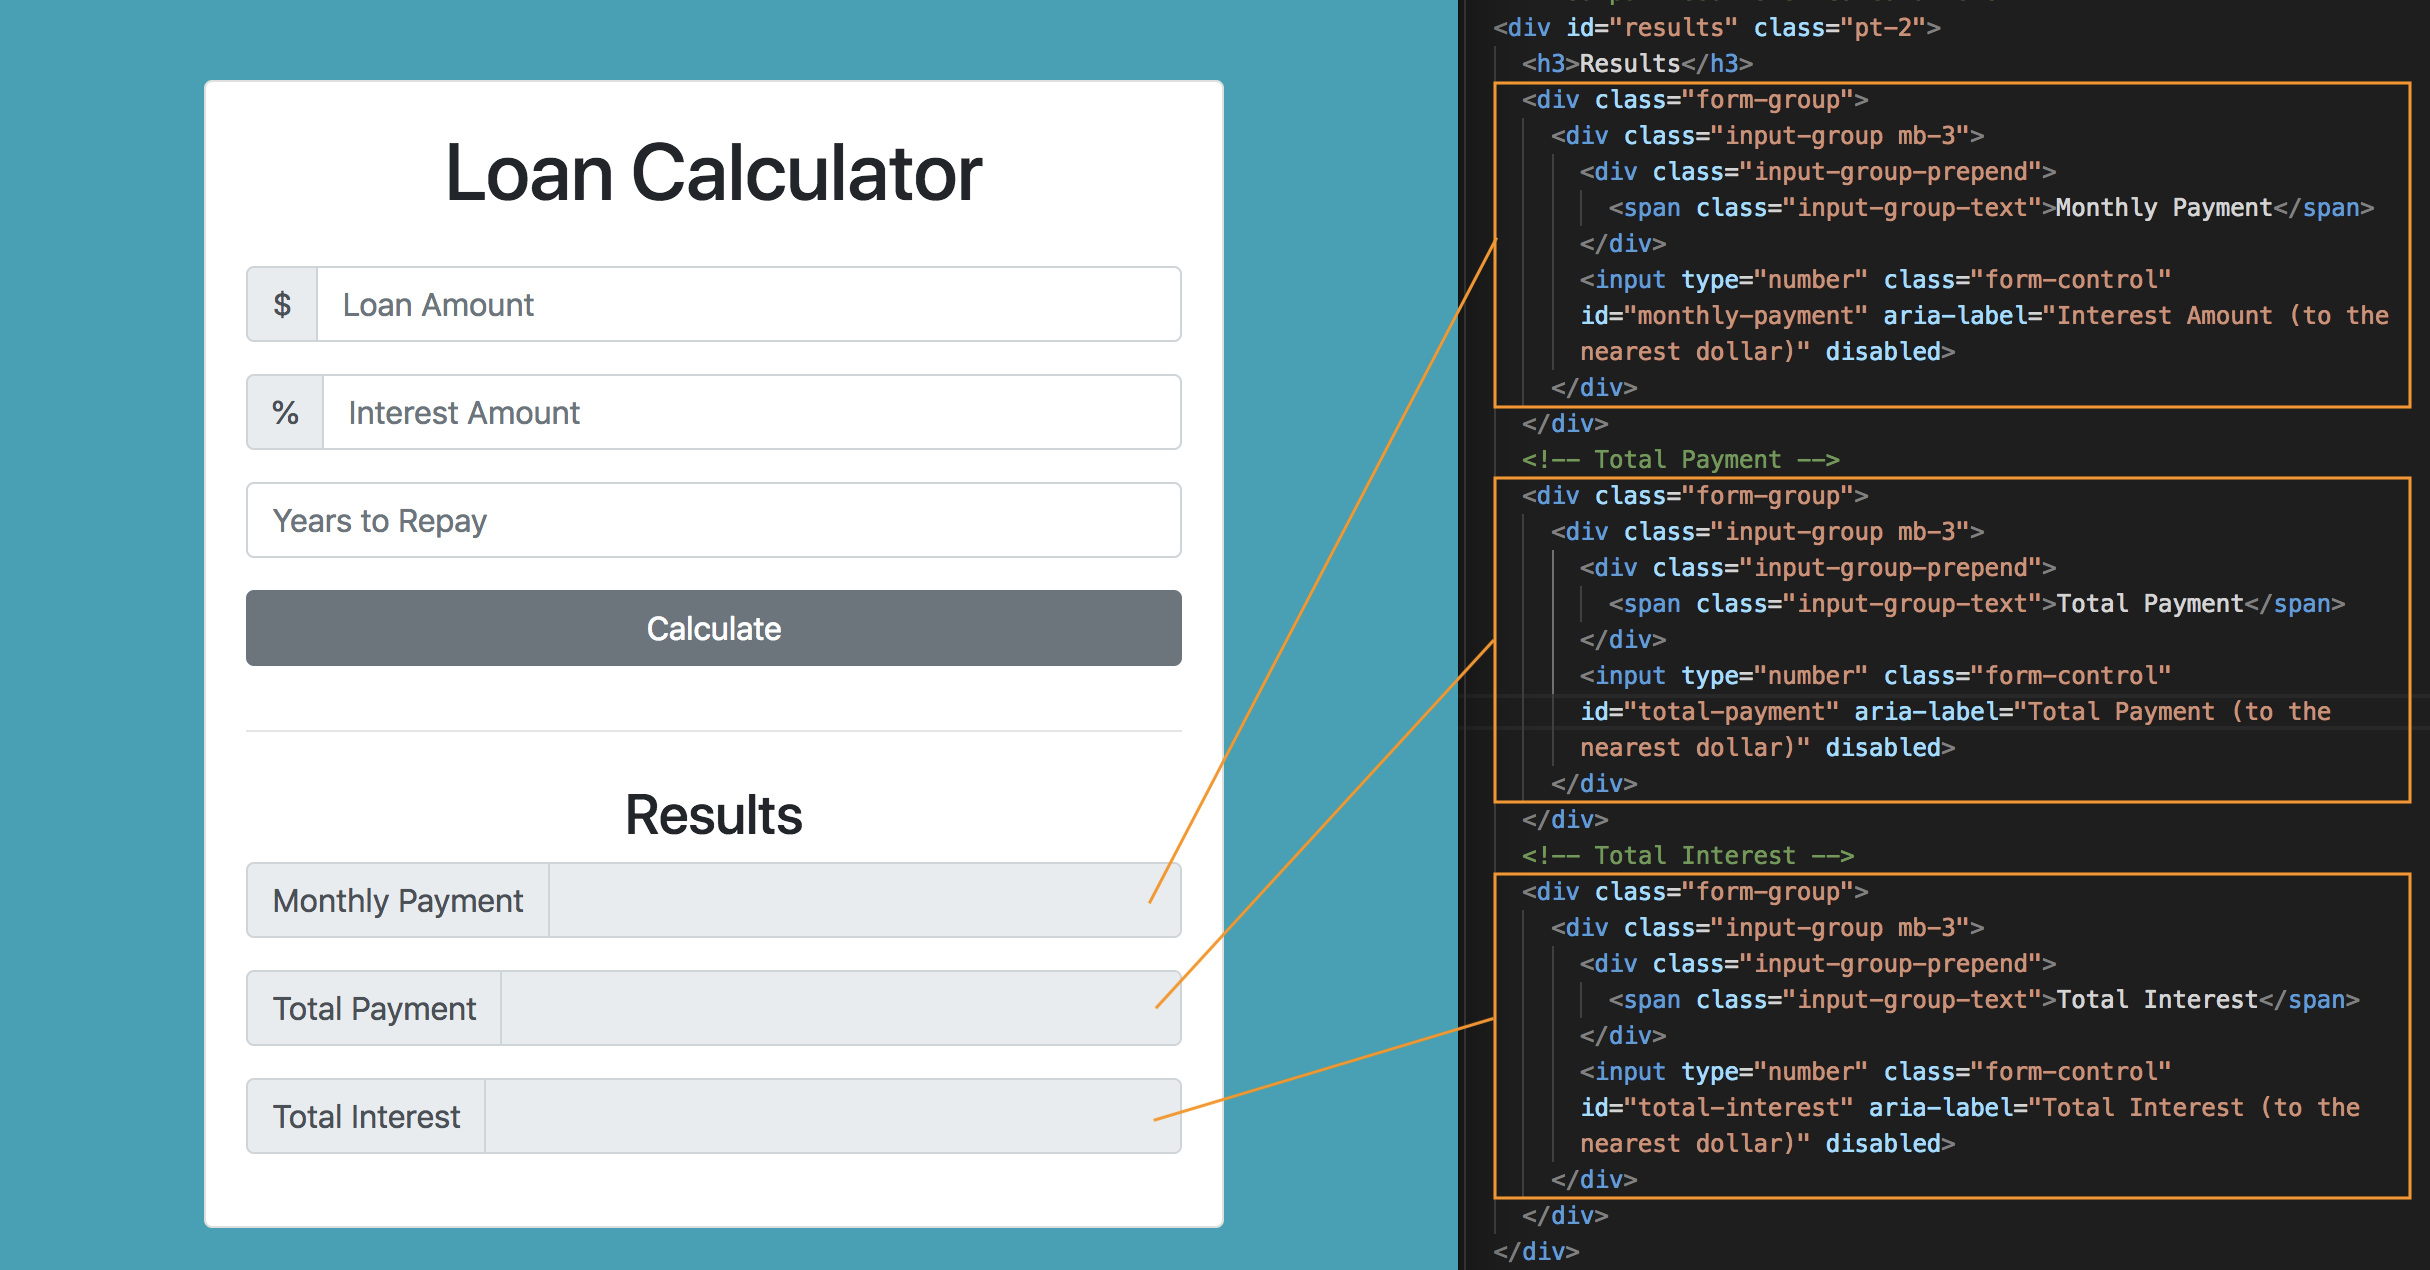 Loan Calculator
$ Loan Amount
% Interest Amount
Years to Repay
Calculate
Results
Monthly Payment
Total Payment
Total Interest
<div id="results" class="pt-2">
<h3>Results</h3>
<div class="form-group">
<div class="input-group mb-3">
<div class="input-group-prepend">
<span class="input-group-text">Monthly Payment</span>
</div>
<input type="number" class="form-control"
id="monthly-payment" aria-label="Interest Amount (to the
nearest dollar)" disabled>
</div>
</div>
<!-- Total Payment -->
<div class="form-group">
<div class="input-group mb-3">
<div class="input-group-prepend">
<span class="input-group-text">Total Payment</span>
</div>
<input type="number" class="form-control"
id="total-payment" aria-label="Total Payment (to the
nearest dollar)" disabled>
</div>
</div>
<!-- Total Interest -->
<div class="form-group">
<div class="input-group mb-3">
<div class="input-group-prepend">
<span class="input-group-text">Total Interest</span>
</div>
<input type="number" class="form-control"
id="total-interest" aria-label="Total Interest (to the
nearest dollar)" disabled>
</div>
</div>
</div>